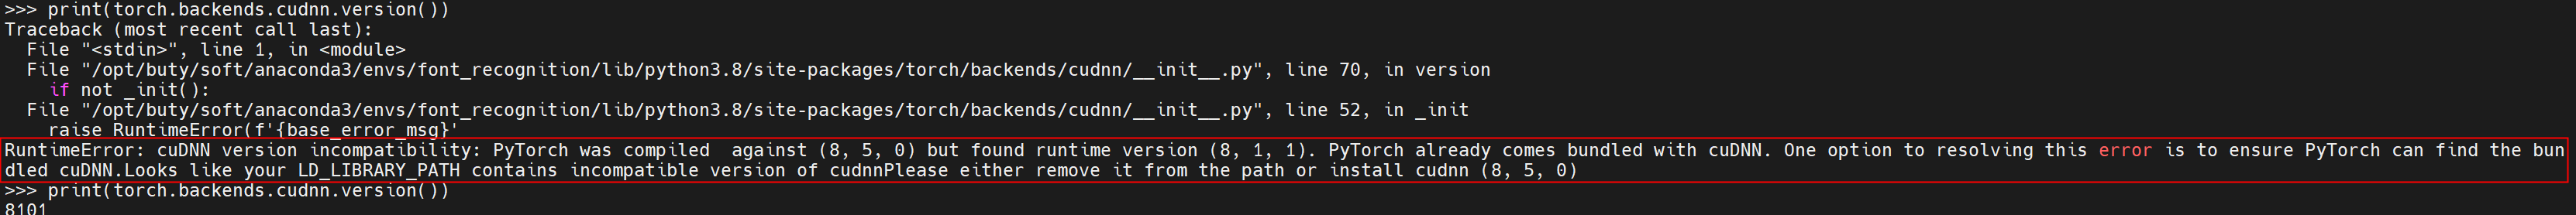 >>> print(torch.backends.cudnn.version())
Traceback (most recent call last):
  File "<stdin>", line 1, in <module>
  File "/opt/buty/soft/anaconda3/envs/font_recognition/lib/python3.8/site-packages/torch/backends/cudnn/__init__.py", line 70, in version
    if not _init():
  File "/opt/buty/soft/anaconda3/envs/font_recognition/lib/python3.8/site-packages/torch/backends/cudnn/__init__.py", line 52, in _init
    raise RuntimeError(f'{base_error_msg}'
RuntimeError: cuDNN version incompatibility: PyTorch was compiled  against (8, 5, 0) but found runtime version (8, 1, 1). PyTorch already comes bundled with cuDNN. One option to resolving this error is to ensure PyTorch can find the bun
dled cuDNN.Looks like your LD_LIBRARY_PATH contains incompatible version of cudnnPlease either remove it from the path or install cudnn (8, 5, 0)
>>> print(torch.backends.cudnn.version())
8101